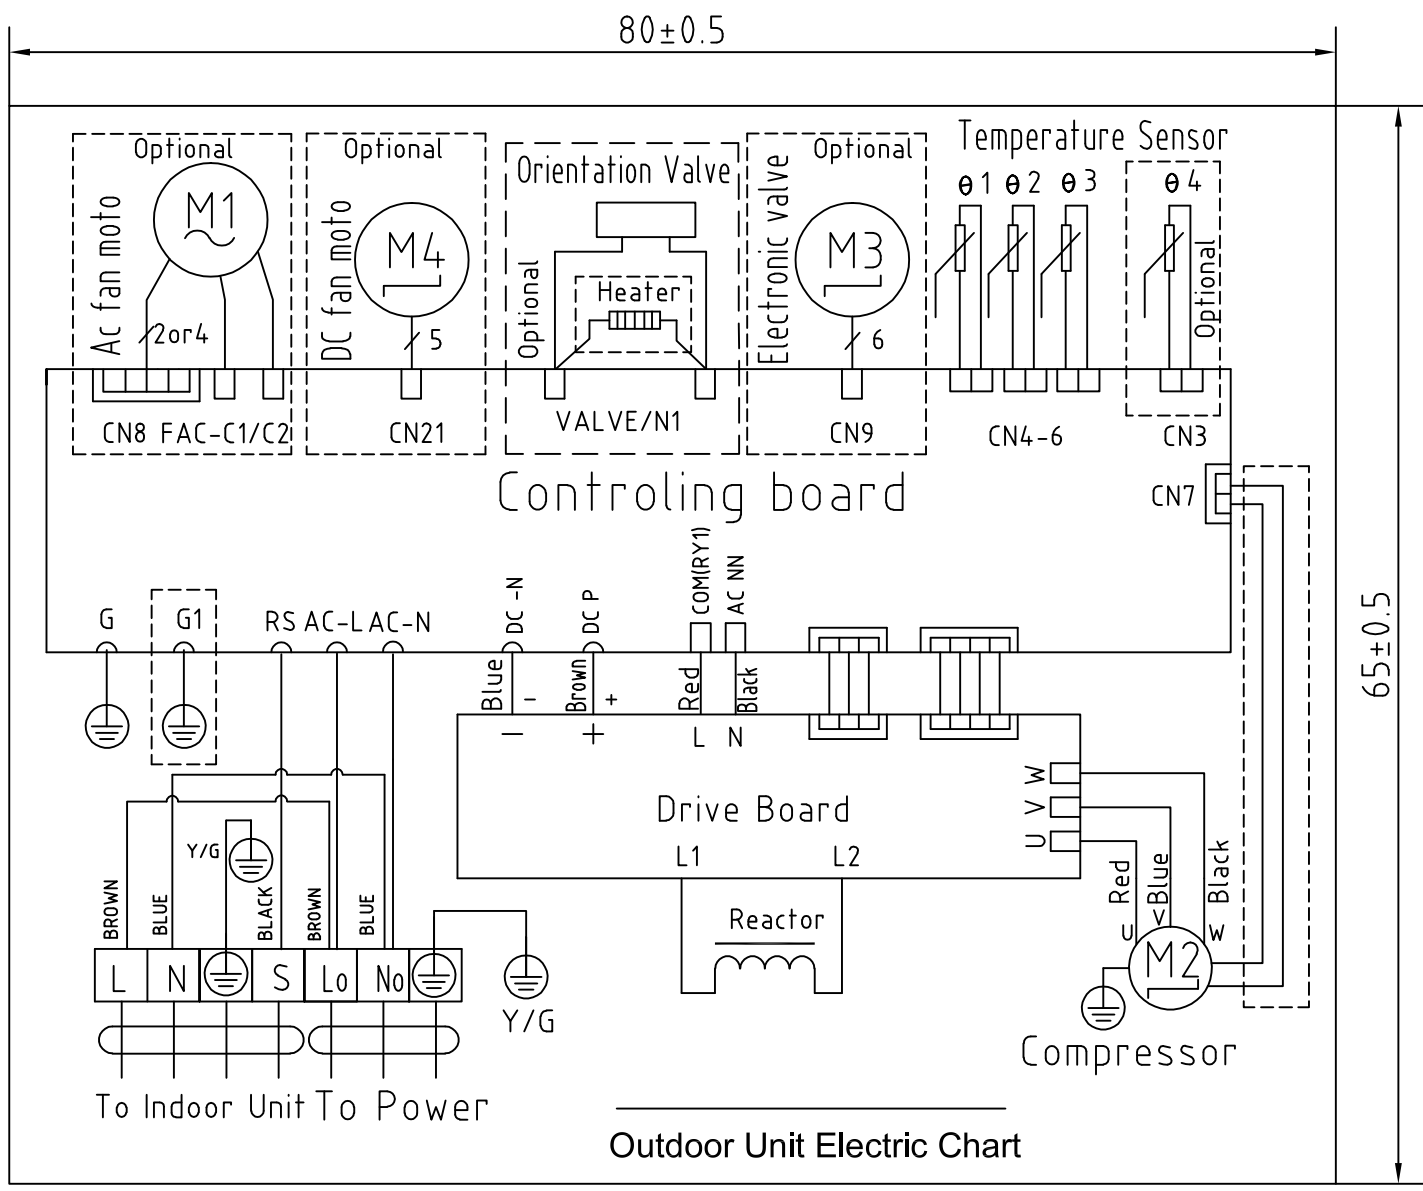 80±0.5
65±0.5
Optional
M1
Ac fan moto
2or4
CN8 FAC-C1/C2
Optional
DC fan moto
M4
5
CN21
Orientation Valve
Optional
Heater
VALVE/N1
Electronic valve
Optional
M3
6
CN9
Temperature Sensor
θ1 θ2 θ3
CN4-6
θ4
Optional
CN3
Controling board
CN7
G
G1
RS AC-L AC-N
DC -N
DC P
COM(RY1)
AC NN
Blue
-
Brown
+
Red
Black
− + L N
Drive Board
W
V
U
L1
L2
Reactor
Red
<Blue
Black
U
W
M2
Compressor
Y/G
BROWN
BLUE
BLACK
BROWN
BLUE
L N S Lo No
Y/G
To Indoor Unit To Power
Outdoor Unit Electric Chart